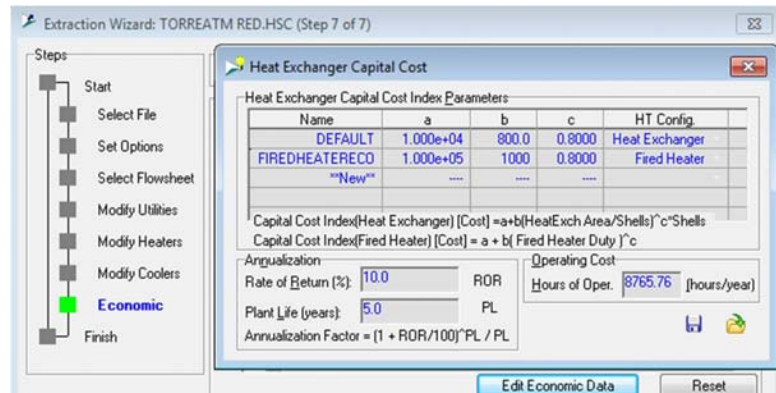 Extraction Wizard: TORREATM RED.HSC (Step 7 of 7)
Steps
Start
Select File
Set Options
Select Flowsheet
Modify Utilities
Modify Heaters
Modify Coolers
Economic
Finish
Heat Exchanger Capital Cost
Heat Exchanger Capital Cost Index Parameters
Name a b c HT Config.
DEFAULT 1.000e+04 800.0 0.8000 Heat Exchanger
FIREDHEATERECO 1.000e+05 1000 0.8000 Fired Heater
**New** ---- ---- ----
Capital Cost Index(Heat Exchanger) [Cost] =a+b(HeatExch Area/Shells)^c*Shells
Capital Cost Index(Fired Heater) [Cost] = a + b( Fired Heater Duty )^c
Annualization
Rate of Return (%): 10.0 ROR
Plant Life (years): 5.0 PL
Annualization Factor = (1 + ROR/100)^PL / PL
Operating Cost
Hours of Oper. 8765.76 (hours/year)
Edit Economic Data
Reset